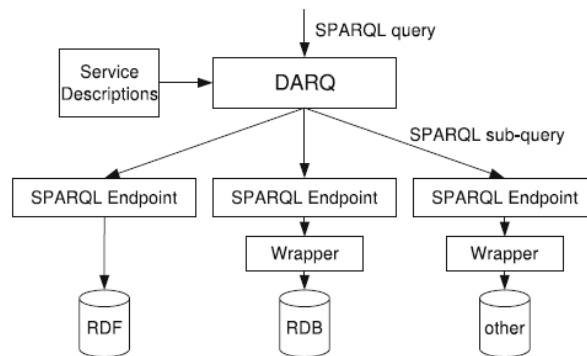 SPARQL query
Service
Descriptions
DARQ
SPARQL sub-query
SPARQL Endpoint
SPARQL Endpoint
SPARQL Endpoint
Wrapper
Wrapper
RDF
RDB
other